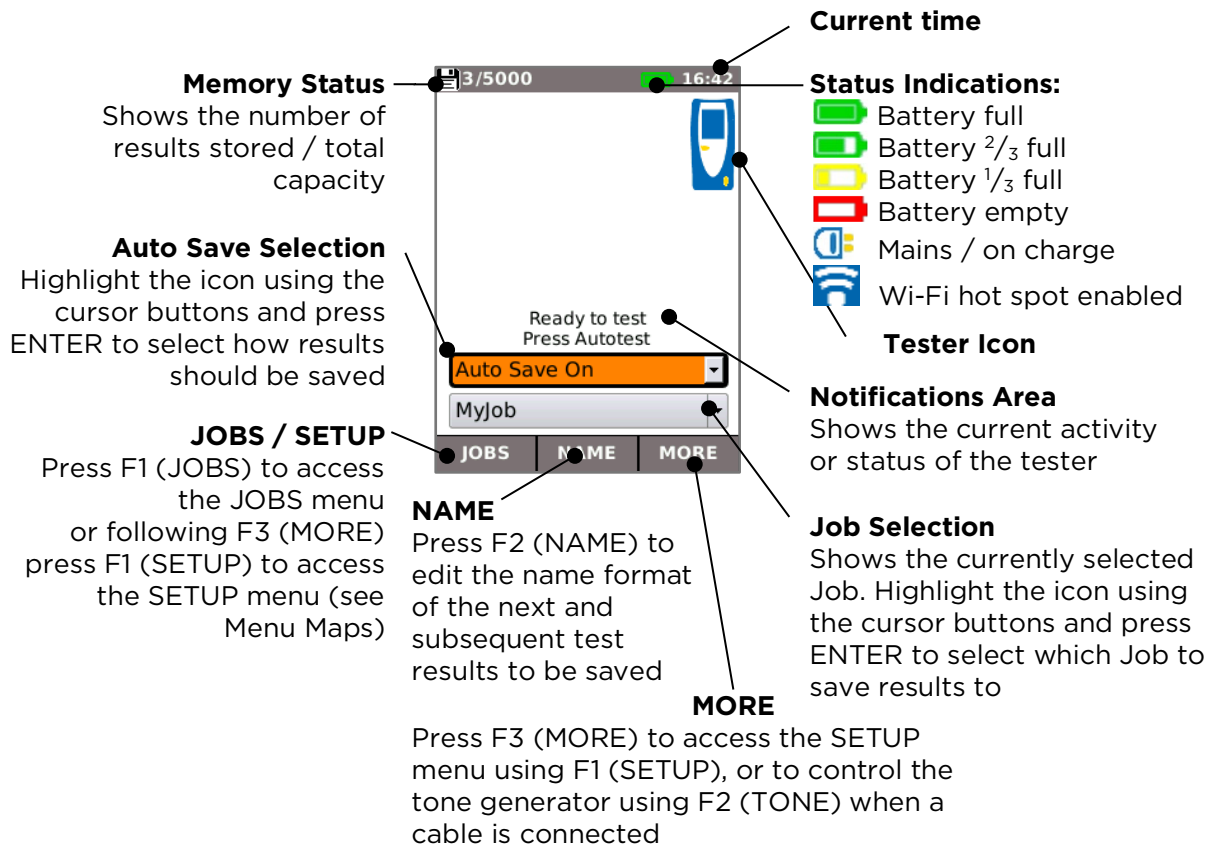 Current time
Memory Status
Shows the number of
results stored / total
capacity
Auto Save Selection
Highlight the icon using the
cursor buttons and press
ENTER to select how results
should be saved
JOBS / SETUP
Press F1 (JOBS) to access
the JOBS menu
or following F3 (MORE)
press F1 (SETUP) to access
the SETUP menu (see
Menu Maps)
3/5000
16:42
Ready to test
Press Autotest
Auto Save On
MyJob
JOBS
NAME
MORE
Status Indications:
Battery full
Battery 2/3 full
Battery 1/3 full
Battery empty
Mains / on charge
Wi-Fi hot spot enabled
Tester Icon
Notifications Area
Shows the current activity
or status of the tester
Job Selection
Shows the currently selected
Job. Highlight the icon using
the cursor buttons and press
ENTER to select which Job to
save results to
NAME
Press F2 (NAME) to
edit the name format
of the next and
subsequent test
results to be saved
MORE
Press F3 (MORE) to access the SETUP
menu using F1 (SETUP), or to control the
tone generator using F2 (TONE) when a
cable is connected